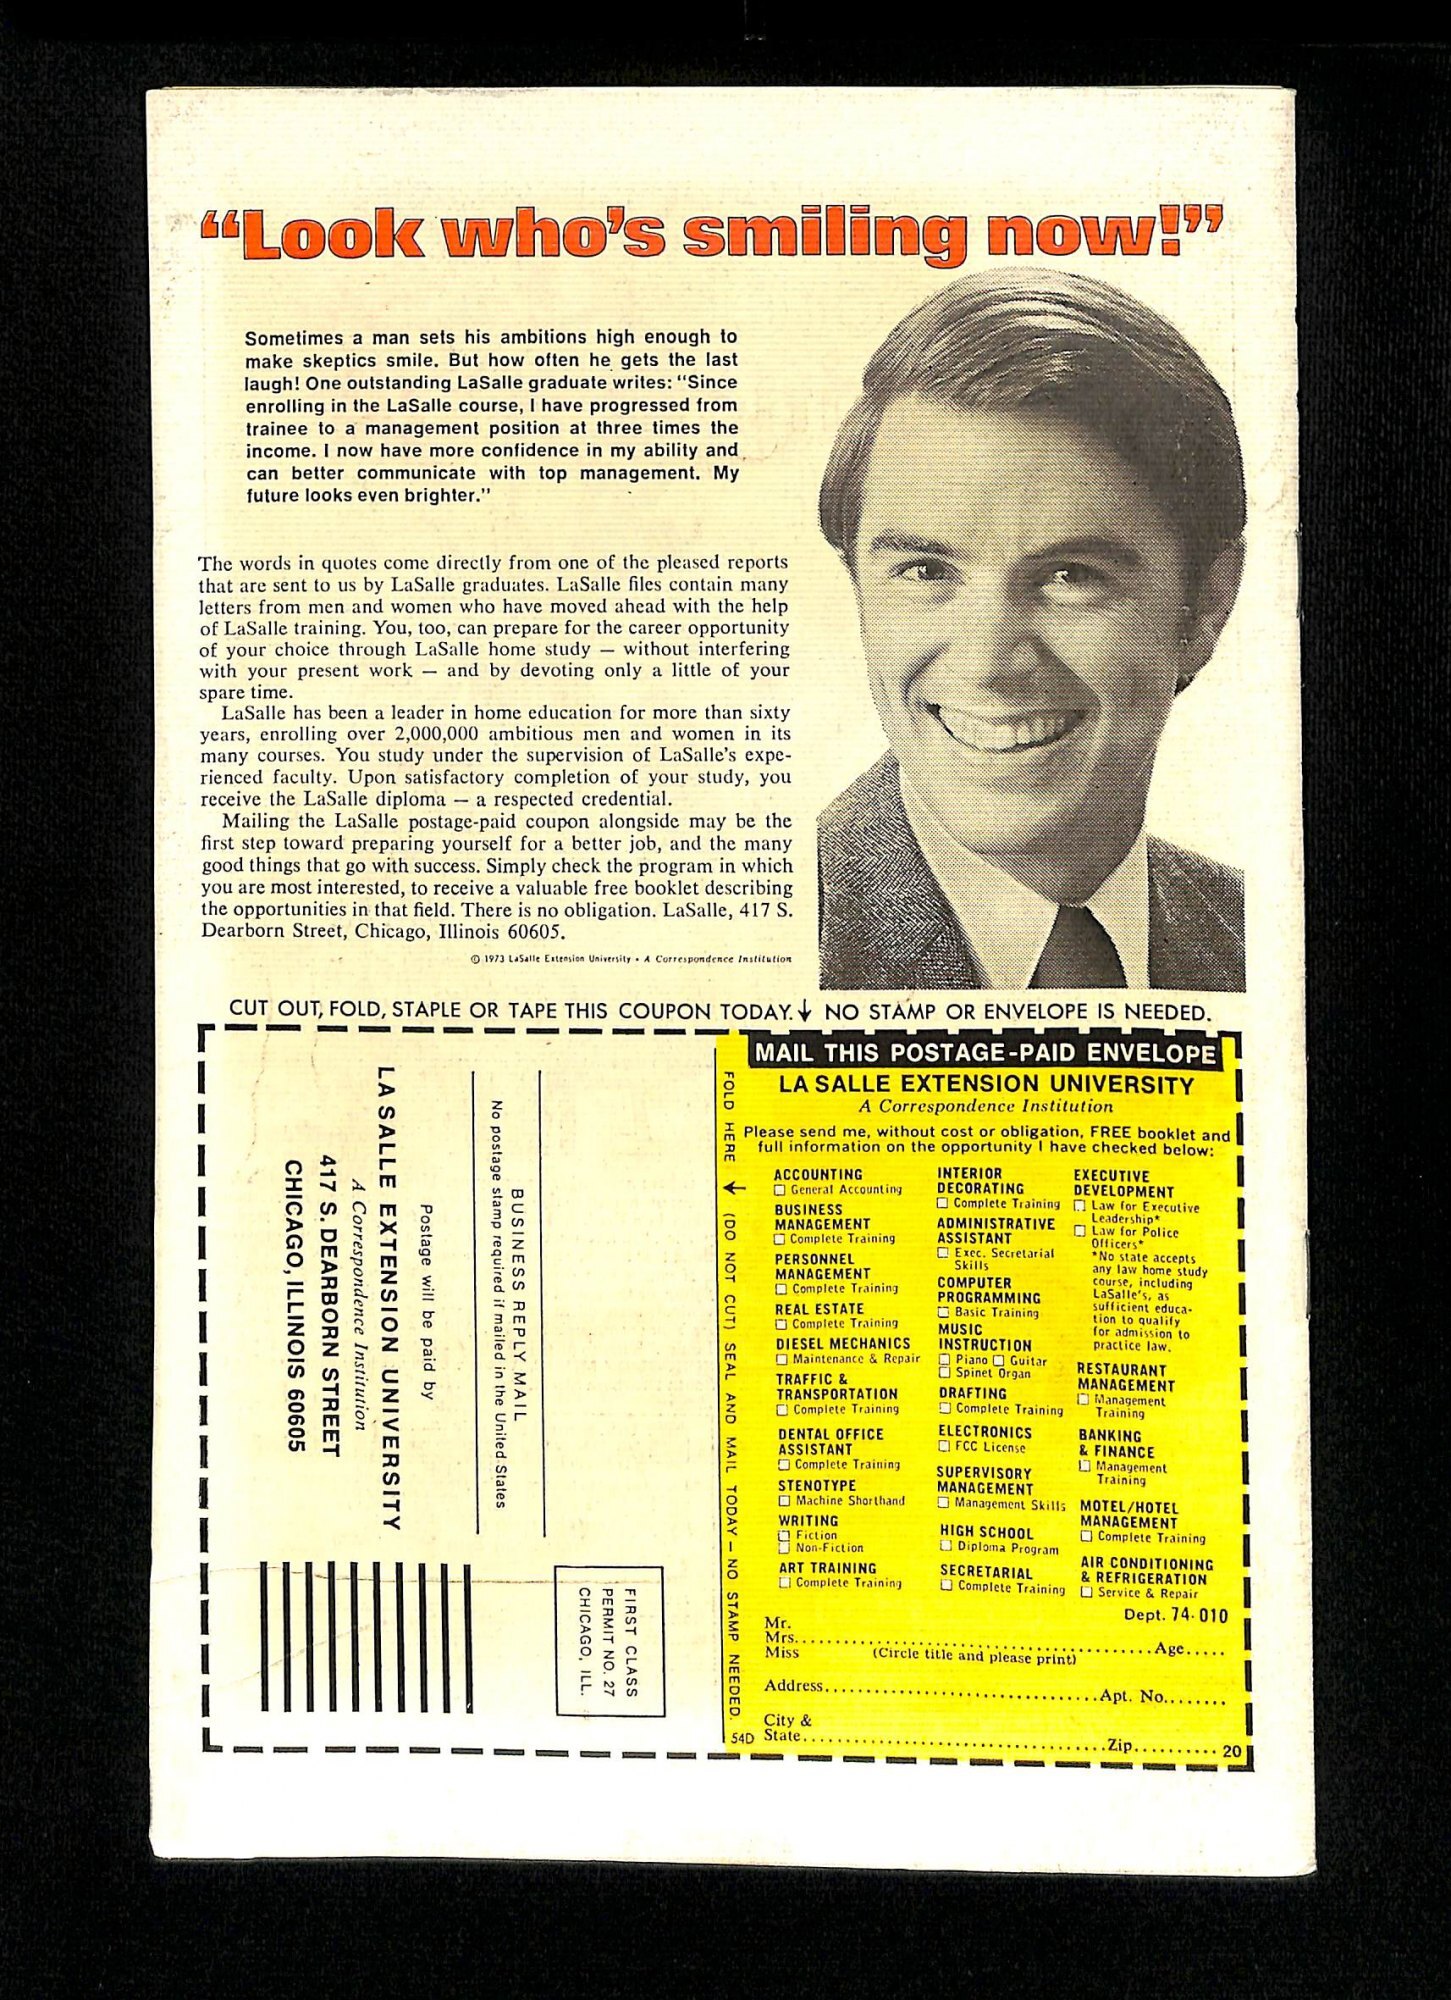 “Look who’s smiling now!”
Sometimes a man sets his ambitions high enough to
make skeptics smile. But how often he gets the last
laugh! One outstanding LaSalle graduate writes: “Since
enrolling in the LaSalle course, I have progressed from
trainee to a management position at three times the
income. I now have more confidence in my ability and
can better communicate with top management. My
future looks even brighter.”
The words in quotes come directly from one of the pleased reports
that are sent to us by LaSalle graduates. LaSalle files contain many
letters from men and women who have moved ahead with the help
of LaSalle training. You, too, can prepare for the career opportunity
of your choice through LaSalle home study — without interfering
with your present work — and by devoting only a little of your
spare time.
LaSalle has been a leader in home education for more than sixty
years, enrolling over 2,000,000 ambitious men and women in its
many courses. You study under the supervision of LaSalle’s expe-
rienced faculty. Upon satisfactory completion of your study, you
receive the LaSalle diploma — a respected credential.
Mailing the LaSalle postage-paid coupon alongside may be the
first step toward preparing yourself for a better job, and the many
good things that go with success. Simply check the program in which
you are most interested, to receive a valuable free booklet describing
the opportunities in that field. There is no obligation. LaSalle, 417 S.
Dearborn Street, Chicago, Illinois 60605.
© 1973 LaSalle Extension University • A Correspondence Institution
CUT OUT, FOLD, STAPLE OR TAPE THIS COUPON TODAY.↓ NO STAMP OR ENVELOPE IS NEEDED.
FIRST CLASS
PERMIT NO. 27
CHICAGO, ILL.
BUSINESS REPLY MAIL
No postage stamp required if mailed in the United States
Postage will be paid by
LA SALLE EXTENSION UNIVERSITY
A Correspondence Institution
417 S. DEARBORN STREET
CHICAGO, ILLINOIS 60605
FOLD HERE ↓ (DO NOT CUT) SEAL AND MAIL TODAY — NO STAMP NEEDED.
54D
MAIL THIS POSTAGE-PAID ENVELOPE
LA SALLE EXTENSION UNIVERSITY
A Correspondence Institution
Please send me, without cost or obligation, FREE booklet and
full information on the opportunity I have checked below:
ACCOUNTING
☐ General Accounting
BUSINESS
MANAGEMENT
☐ Complete Training
PERSONNEL
MANAGEMENT
☐ Complete Training
REAL ESTATE
☐ Complete Training
DIESEL MECHANICS
☐ Maintenance & Repair
TRAFFIC &
TRANSPORTATION
☐ Complete Training
DENTAL OFFICE
ASSISTANT
☐ Complete Training
STENOTYPE
☐ Machine Shorthand
WRITING
☐ Fiction
☐ Non-Fiction
ART TRAINING
☐ Complete Training
INTERIOR
DECORATING
☐ Complete Training
ADMINISTRATIVE
ASSISTANT
☐ Exec. Secretarial
Skills
COMPUTER
PROGRAMMING
☐ Basic Training
MUSIC
INSTRUCTION
☐ Piano ☐ Guitar
☐ Spinet Organ
DRAFTING
☐ Complete Training
ELECTRONICS
☐ FCC License
SUPERVISORY
MANAGEMENT
☐ Management Skills
HIGH SCHOOL
☐ Diploma Program
SECRETARIAL
☐ Complete Training
EXECUTIVE
DEVELOPMENT
☐ Law for Executive
Leadership*
☐ Law for Police
Officers*
*No state accepts
any law home study
course, including
LaSalle’s, as
sufficient educa-
tion to qualify
for admission to
practice law.
RESTAURANT
MANAGEMENT
☐ Management
Training
BANKING
& FINANCE
☐ Management
Training
MOTEL/HOTEL
MANAGEMENT
☐ Complete Training
AIR CONDITIONING
& REFRIGERATION
☐ Service & Repair
Dept. 74-010
Mr.
Mrs.......................................................Age.....
Miss (Circle title and please print)
Address...............................................Apt. No........
City &
State...................................................Zip.......... 20